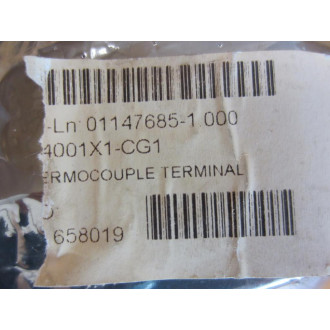 -Ln: 01147685-1 000
4001X1-CG1
ERMOCOUPLE TERMINAL
658019